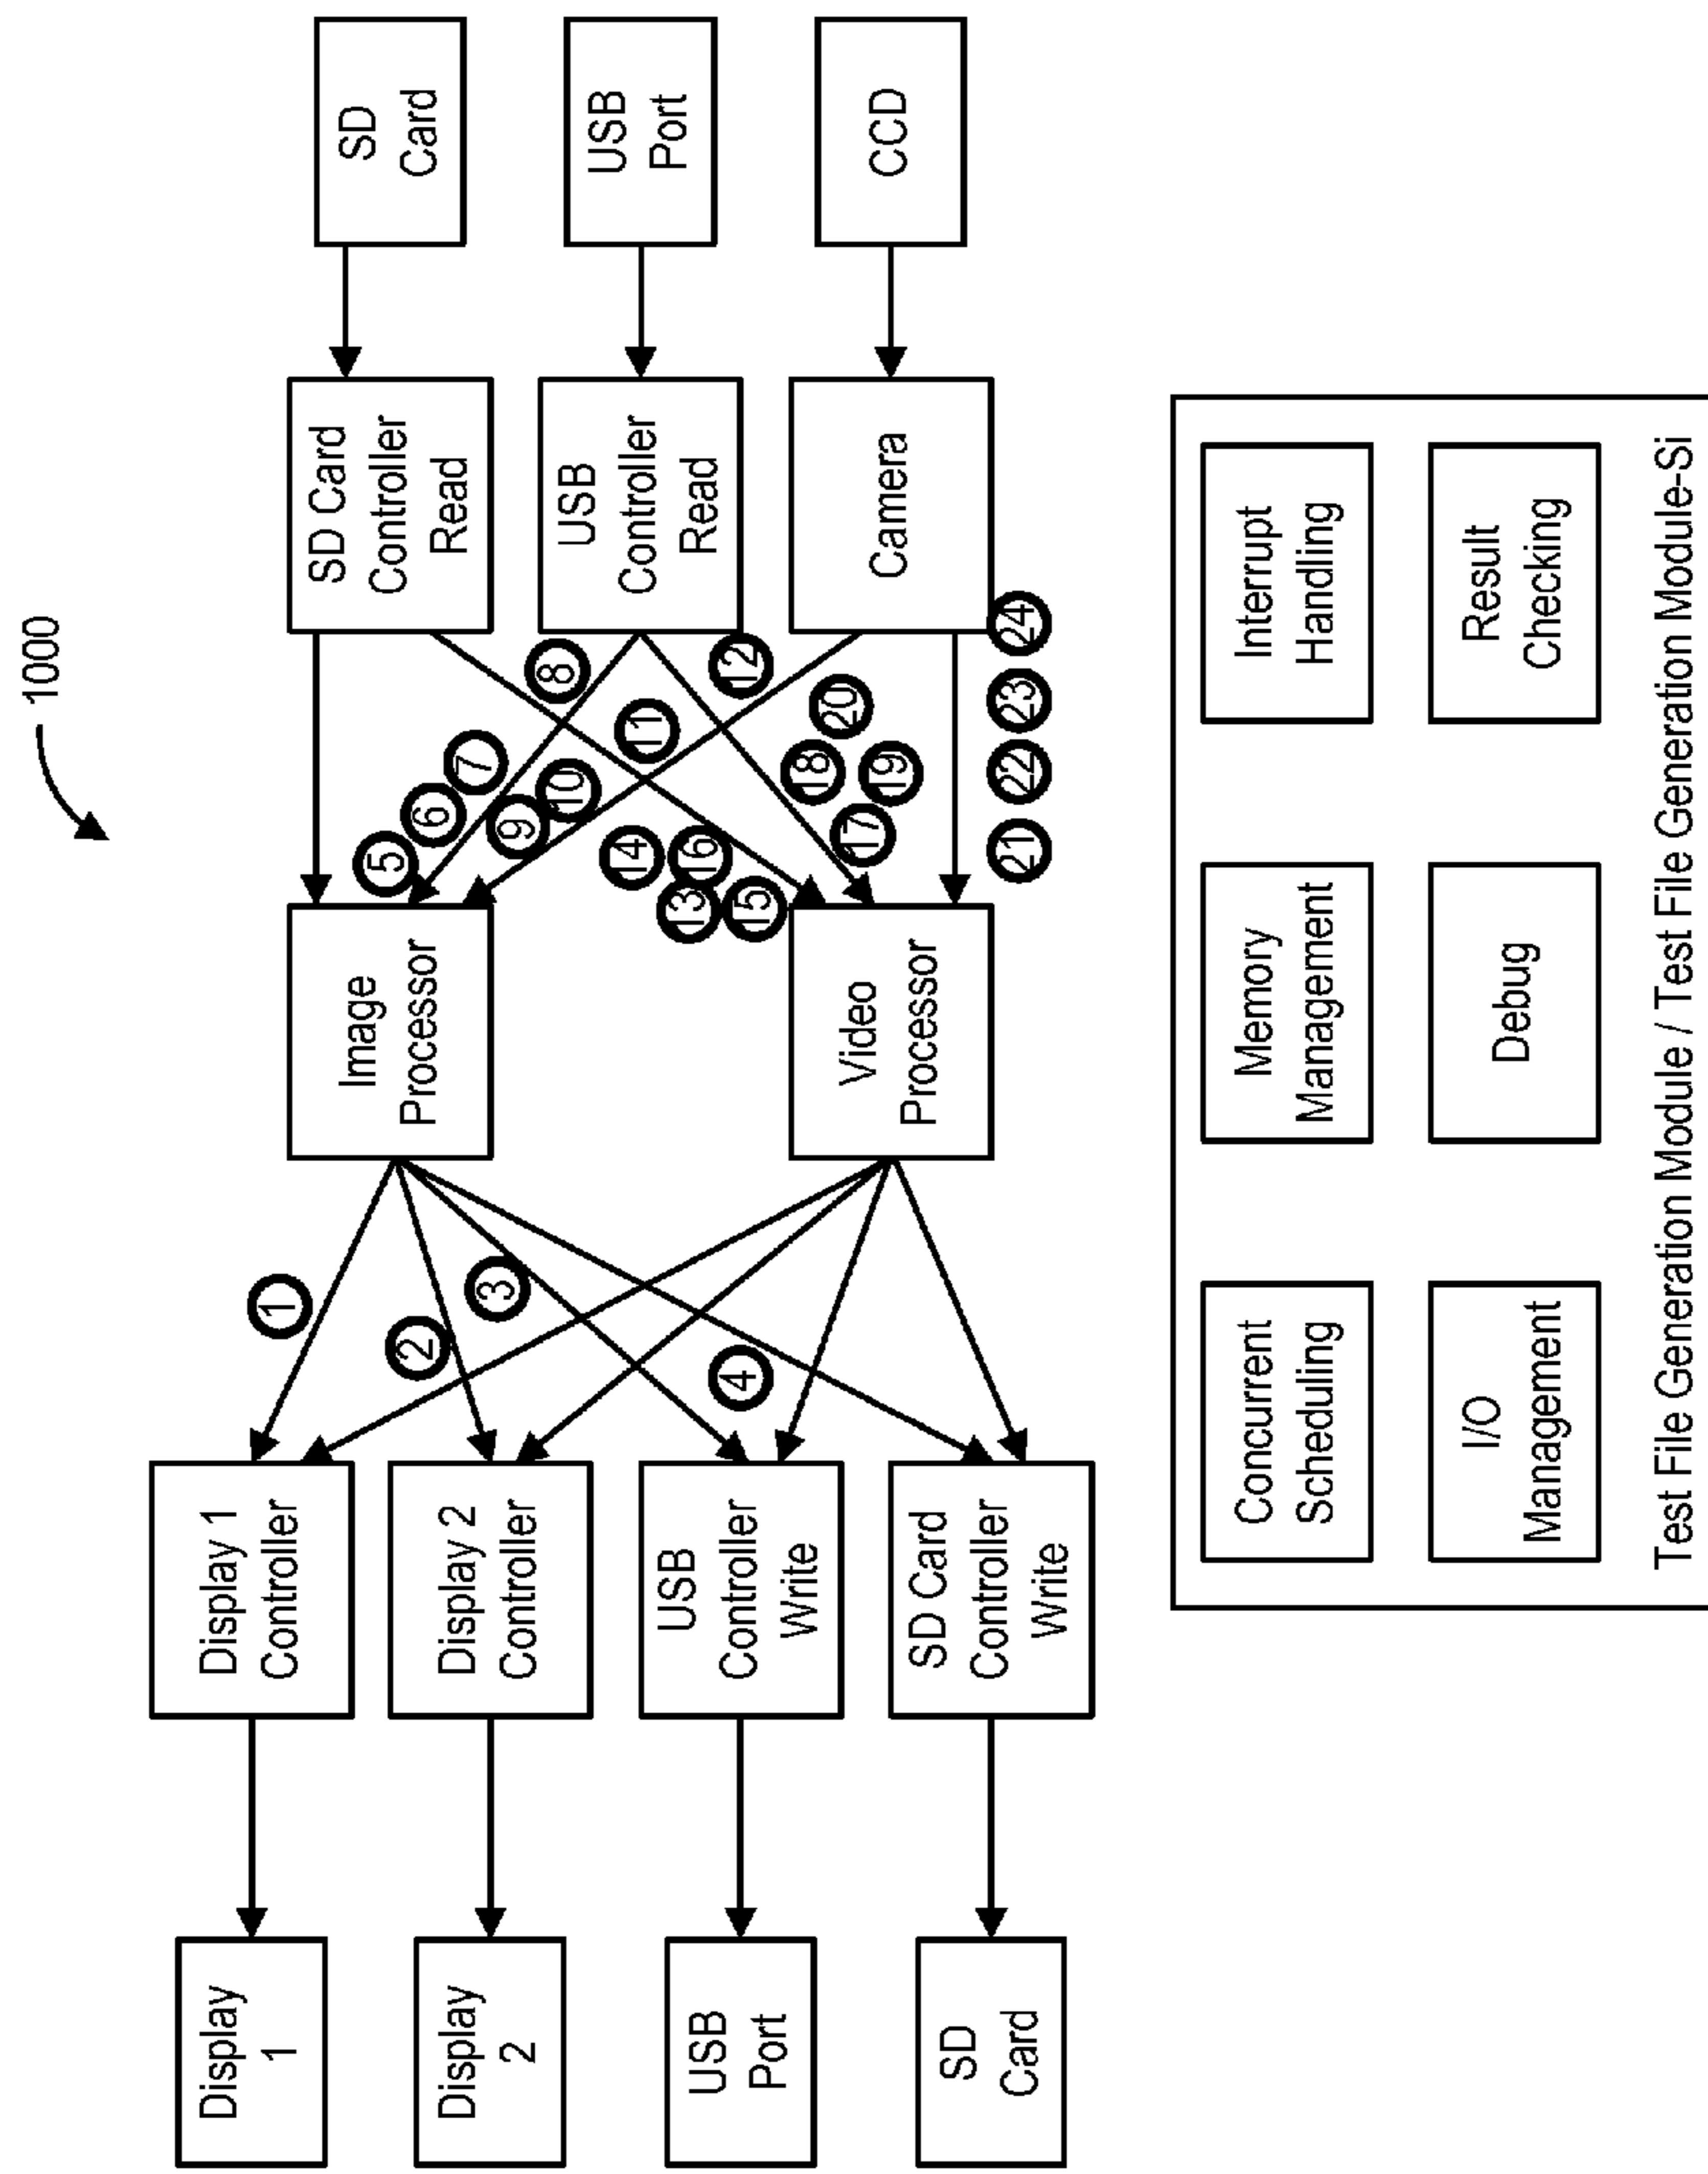 1000
Display
1
Display
2
USB
Port
SD
Card
Display 1
Controller
Display 2
Controller
USB
Controller
Write
SD Card
Controller
Write
1
2
3
4
Image
Processor
Video
Processor
5
6
7
8
9
10
11
12
13
14
15
16
17
18
19
20
21
22
23
24
SD Card
Controller
Read
USB
Controller
Read
Camera
SD
Card
USB
Port
CCD
Concurrent
Scheduling
Memory
Management
Interrupt
Handling
I/O
Management
Debug
Result
Checking
Test File Generation Module / Test File Generation Module-Si